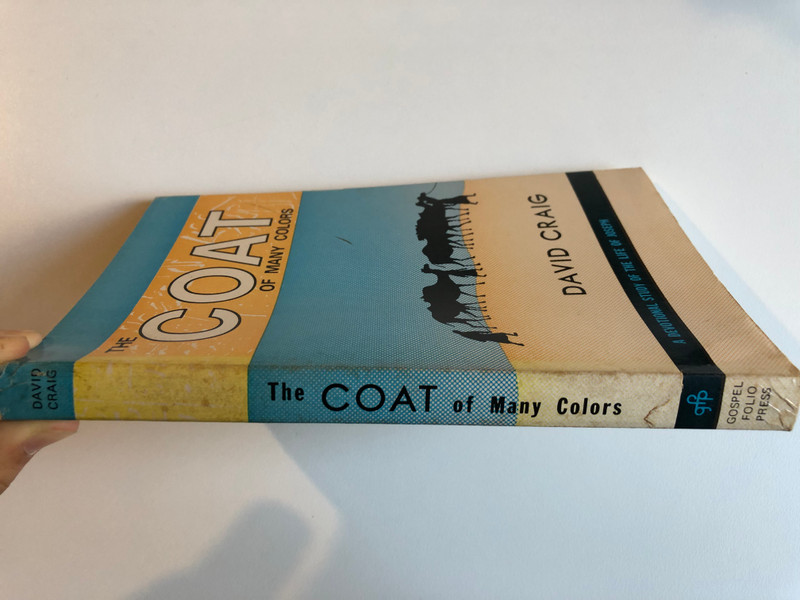 THE
COAT
OF MANY COLORS
DAVID CRAIG
A DEVOTIONAL STUDY OF THE LIFE OF JOSEPH
DAVID
CRAIG
The COAT of Many Colors
gfp
GOSPEL
FOLIO
PRESS